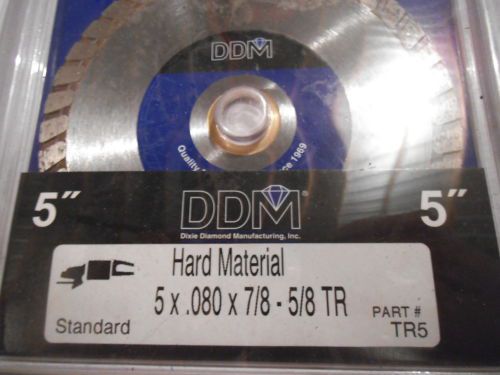 DDM
Quality
ce 1969
5" DDM® 5"
Dixie Diamond Manufacturing, Inc.
Hard Material
5 x .080 x 7/8 - 5/8 TR
Standard
PART #
TR5